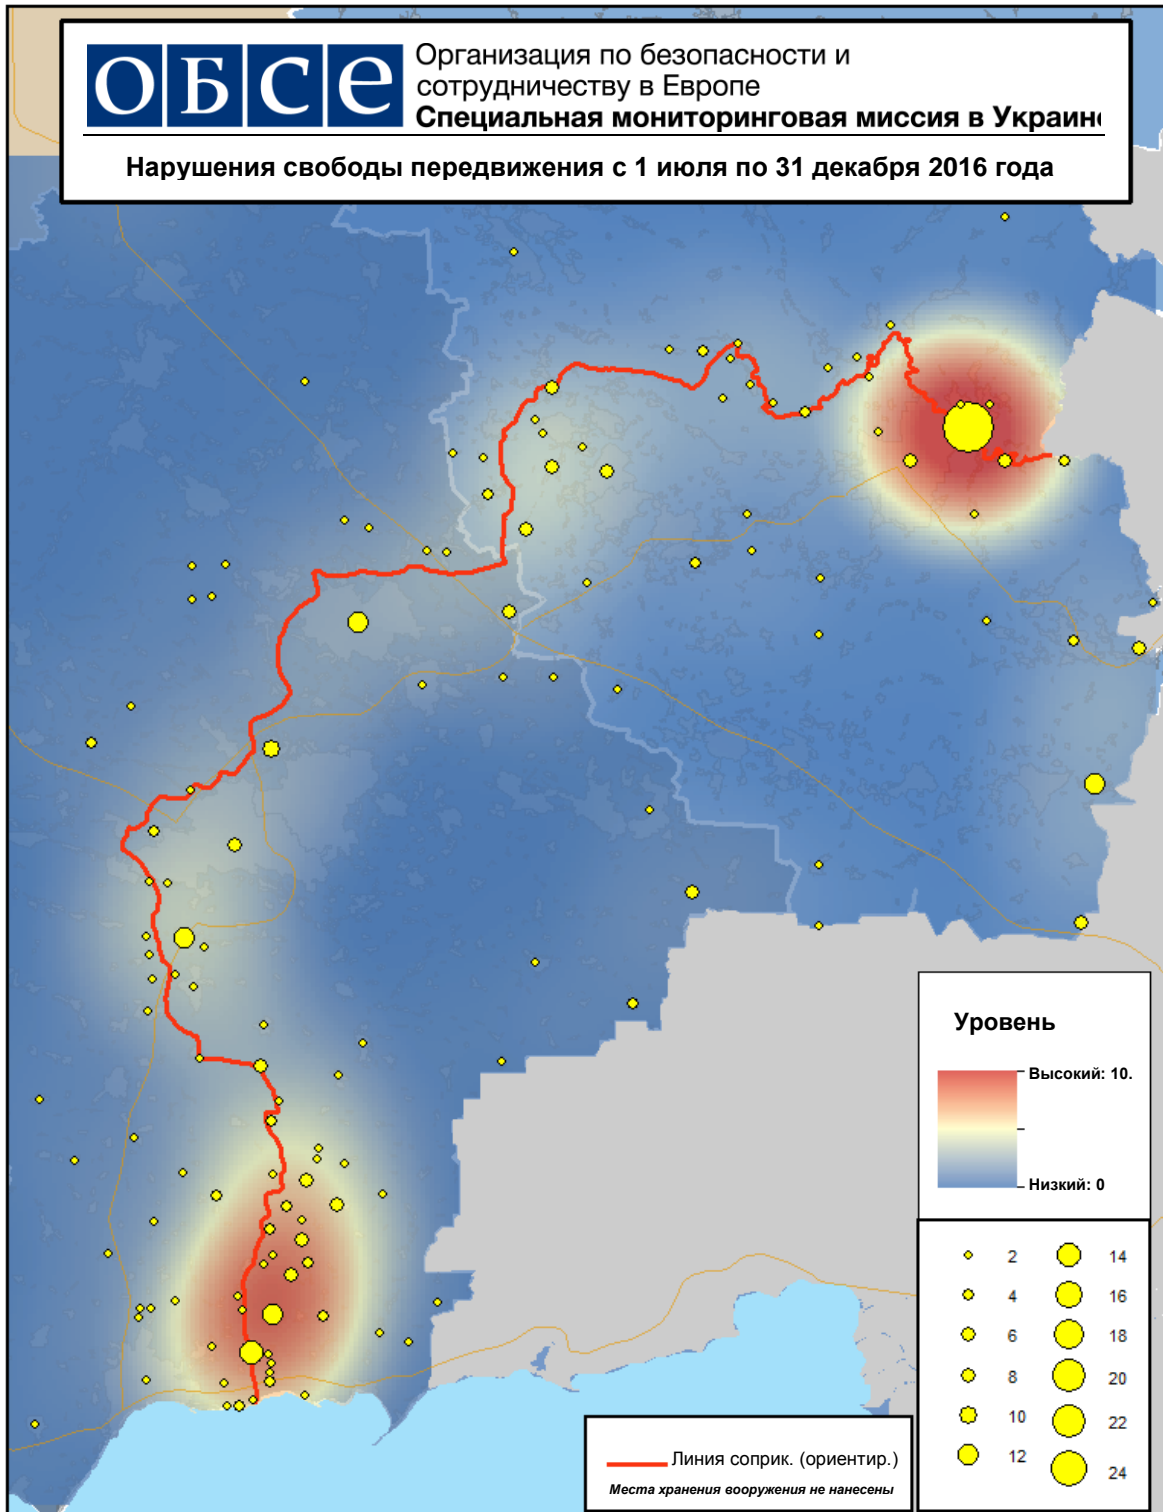 ОБСЕ
Организация по безопасности и
сотрудничеству в Европе
Специальная мониторинговая миссия в Украин
Нарушения свободы передвижения с 1 июля по 31 декабря 2016 года
Уровень
Высокий: 10.
Низкий: 0
2 14
4 16
6 18
8 20
10 22
12 24
Линия соприк. (ориентир.)
Места хранения вооружения не нанесены